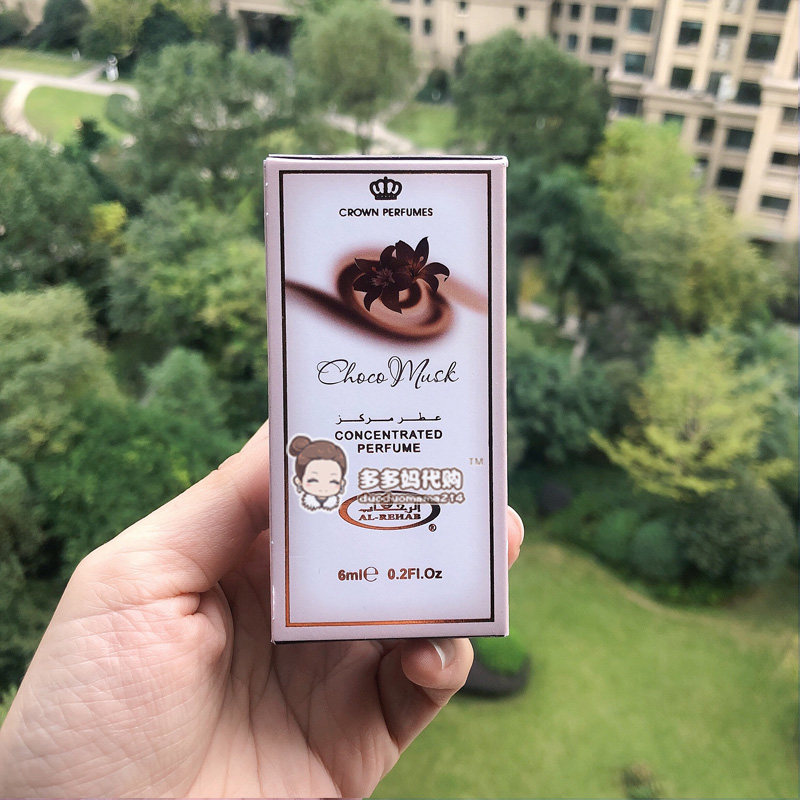 CROWN PERFUMES
Choco Musk
عطر مركز
CONCENTRATED
PERFUME
TM
多多妈代购
duoduomama214
AL-REHAB
®
6ml℮ 0.2Fl.Oz